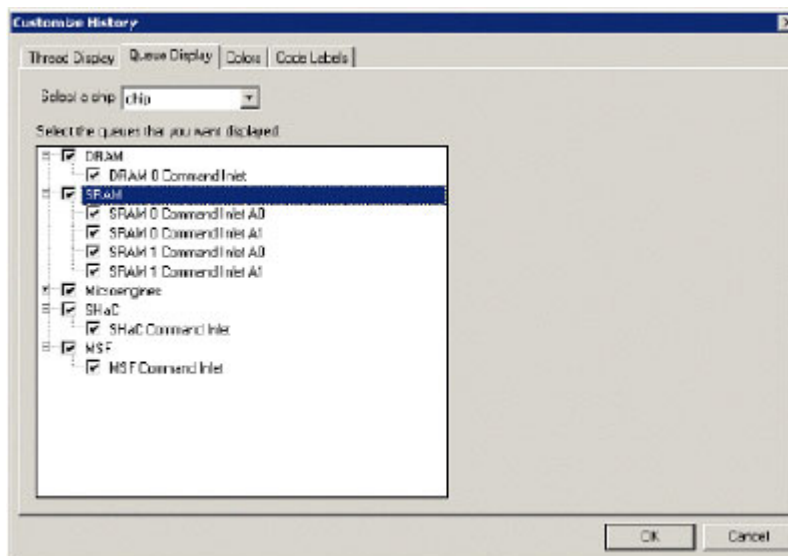 Customize History
Thread Display Queue Display Colors Code Labels
Select a chip chip
Select the queues that you want displayed
DRAM
DRAM 0 Command Inlet
SRAM
SRAM 0 Command Inlet A0
SRAM 0 Command Inlet A1
SRAM 1 Command Inlet A0
SRAM 1 Command Inlet A1
Microengines
SHaC
SHaC Command Inlet
MSF
MSF Command Inlet
OK Cancel